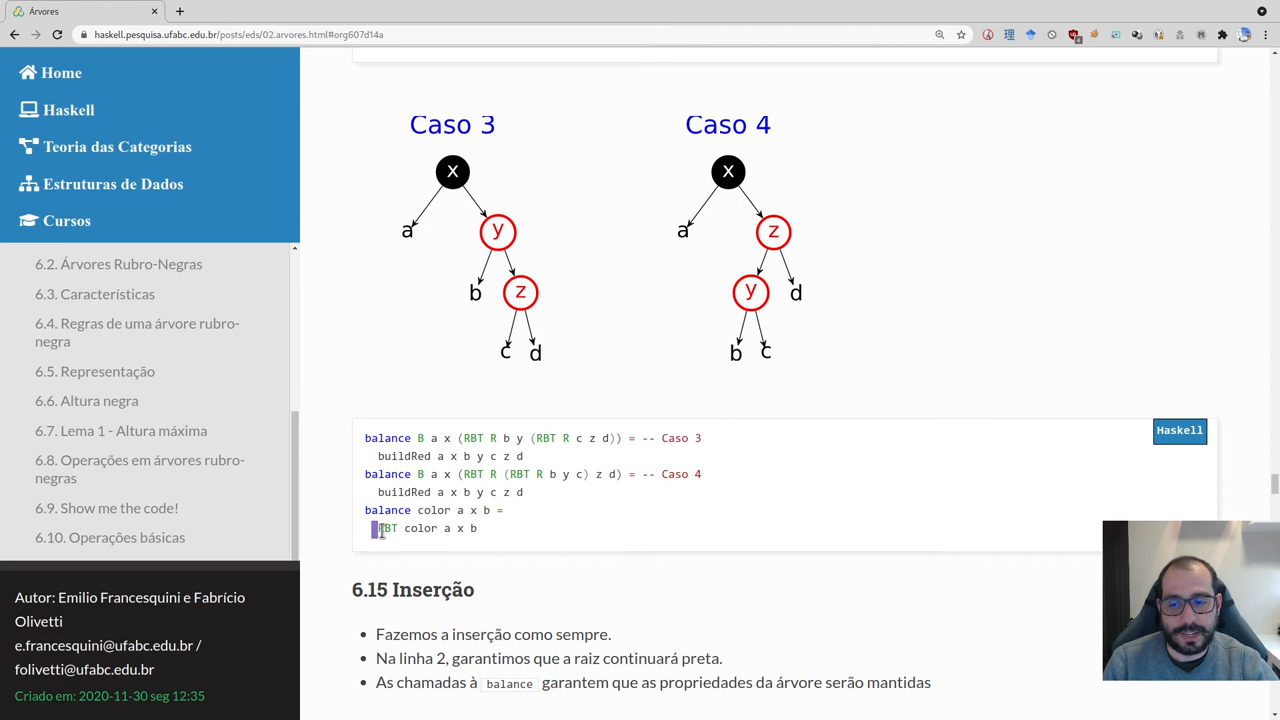 Árvores
haskell.pesquisa.ufabc.edu.br/posts/eds/02.arvores.html#org607d14a
Home
Haskell
Teoria das Categorias
Estruturas de Dados
Cursos
6.2. Árvores Rubro-Negras
6.3. Características
6.4. Regras de uma árvore rubro-
negra
6.5. Representação
6.6. Altura negra
6.7. Lema 1 - Altura máxima
6.8. Operações em árvores rubro-
negras
6.9. Show me the code!
6.10. Operações básicas
Autor: Emilio Francesquini e Fabrício
Olivetti
e.francesquini@ufabc.edu.br /
folivetti@ufabc.edu.br
Criado em: 2020-11-30 seg 12:35
Caso 3 Caso 4
x x
a y a z
b z y d
c d b c
Haskell
balance B a x (RBT R b y (RBT R c z d)) = -- Caso 3
buildRed a x b y c z d
balance B a x (RBT R (RBT R b y c) z d) = -- Caso 4
buildRed a x b y c z d
balance color a x b =
RBT color a x b
6.15 Inserção
• Fazemos a inserção como sempre.
• Na linha 2, garantimos que a raiz continuará preta.
• As chamadas à balance garantem que as propriedades da árvore serão mantidas